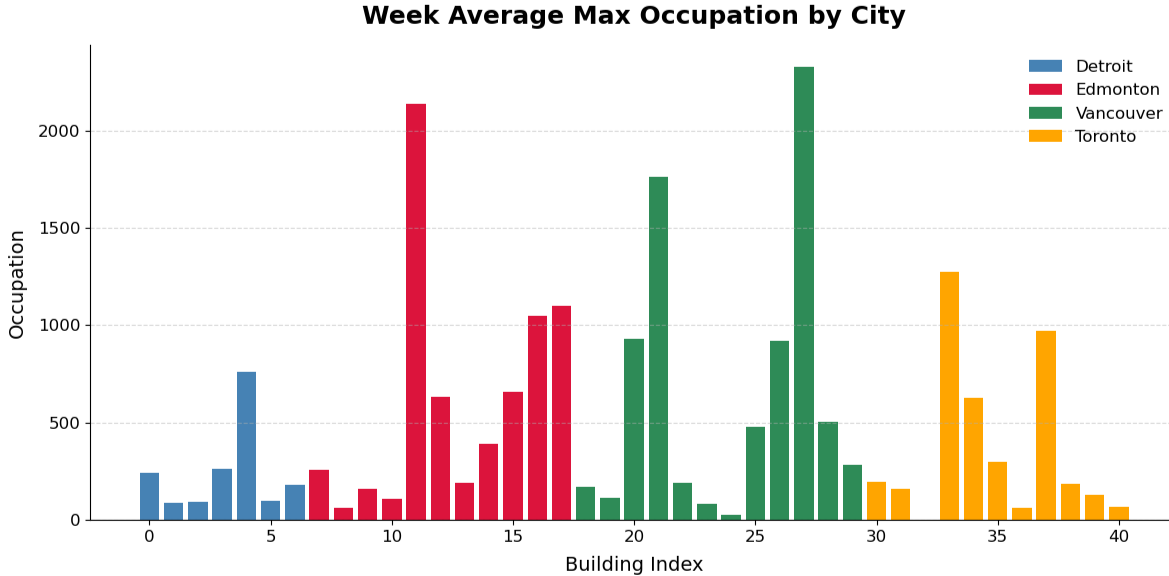 Week Average Max Occupation by City
Detroit
Edmonton
Vancouver
Toronto
Occupation
2000
1500
1000
500
0
0 5 10 15 20 25 30 35 40
Building Index